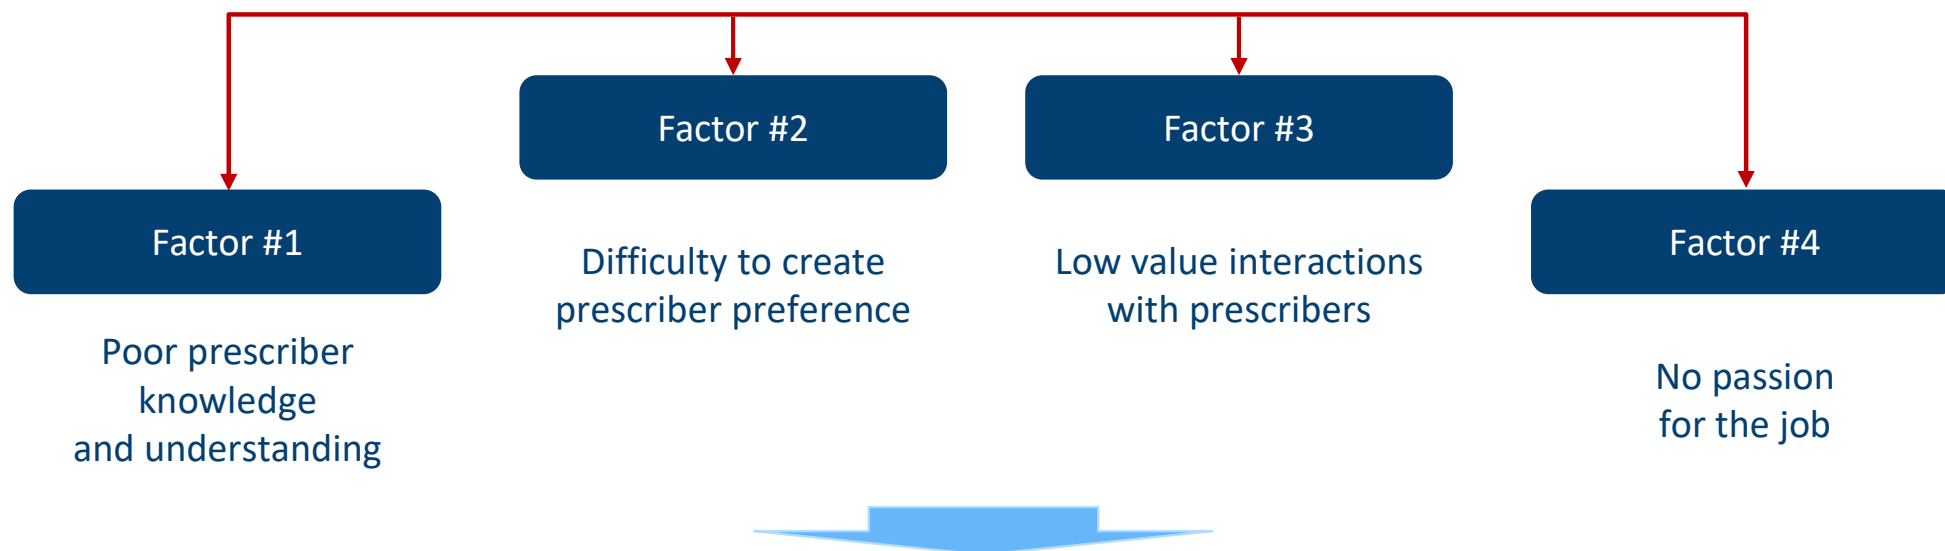 Factor #1
Poor prescriber
knowledge
and understanding
Factor #2
Difficulty to create
prescriber preference
Factor #3
Low value interactions
with prescribers
Factor #4
No passion
for the job